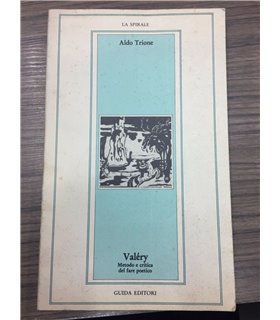 LA SPIRALE
Aldo Trione
Valéry
Metodo e critica
del fare poetico
GUIDA EDITORI